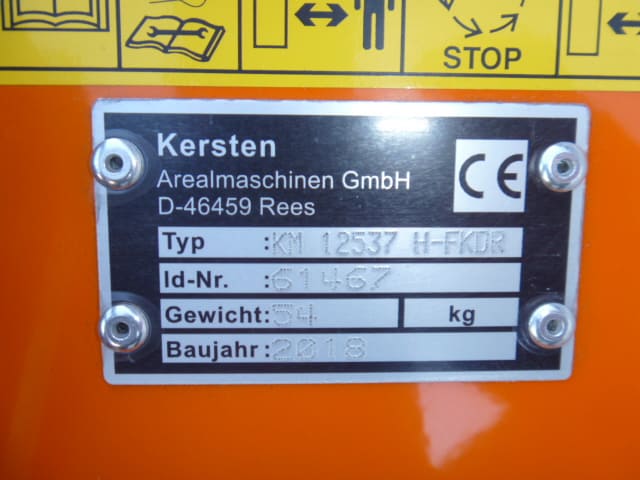 STOP
Kersten
Arealmaschinen GmbH
D-46459 Rees
CE
Typ :KM 12537 H-FKDR
Id-Nr. :61467
Gewicht:54 kg
Baujahr:2018